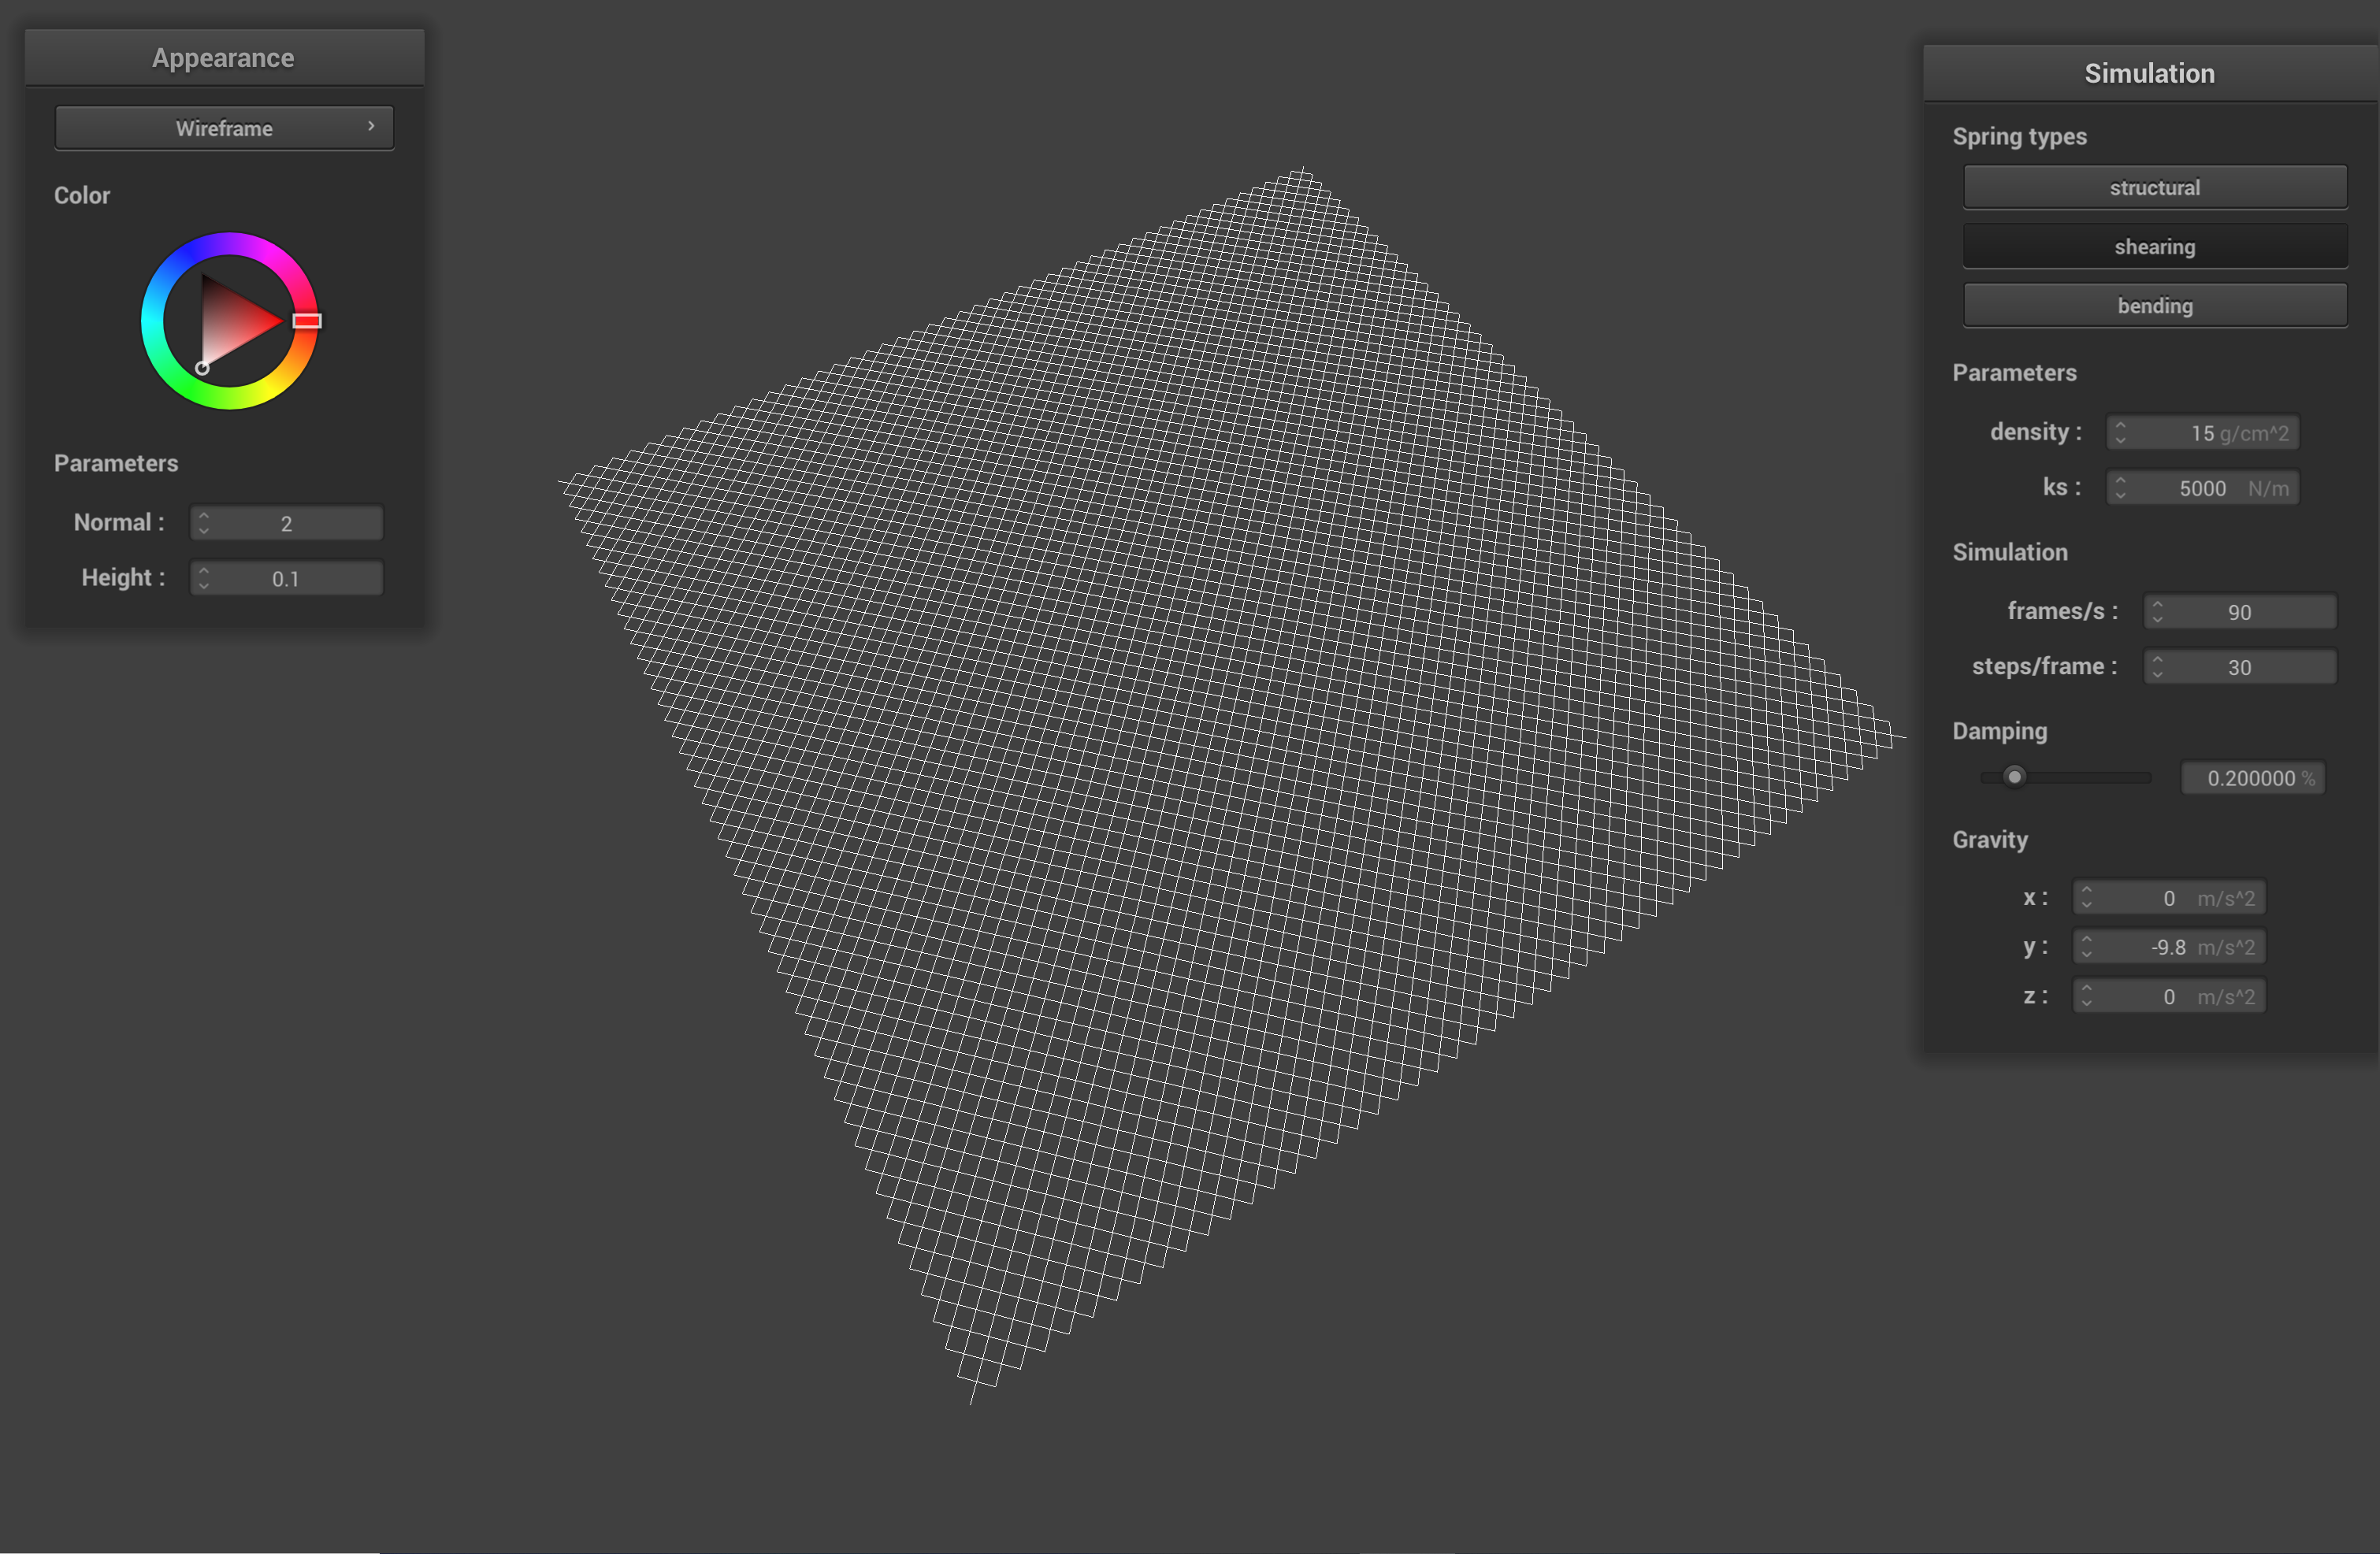 Appearance
Wireframe
Color
Parameters
Normal : 2
Height : 0.1
Simulation
Spring types
structural
shearing
bending
Parameters
density : 15 g/cm^2
ks : 5000 N/m
Simulation
frames/s : 90
steps/frame : 30
Damping
0.200000 %
Gravity
x : 0 m/s^2
y : -9.8 m/s^2
z : 0 m/s^2